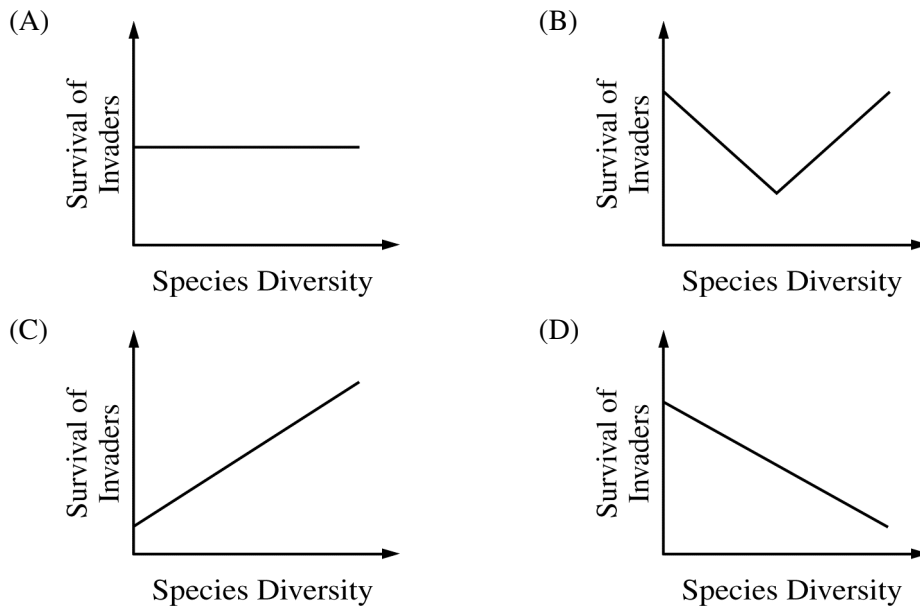 (A)
Survival of
Invaders
Species Diversity
(B)
Survival of
Invaders
Species Diversity
(C)
Survival of
Invaders
Species Diversity
(D)
Survival of
Invaders
Species Diversity